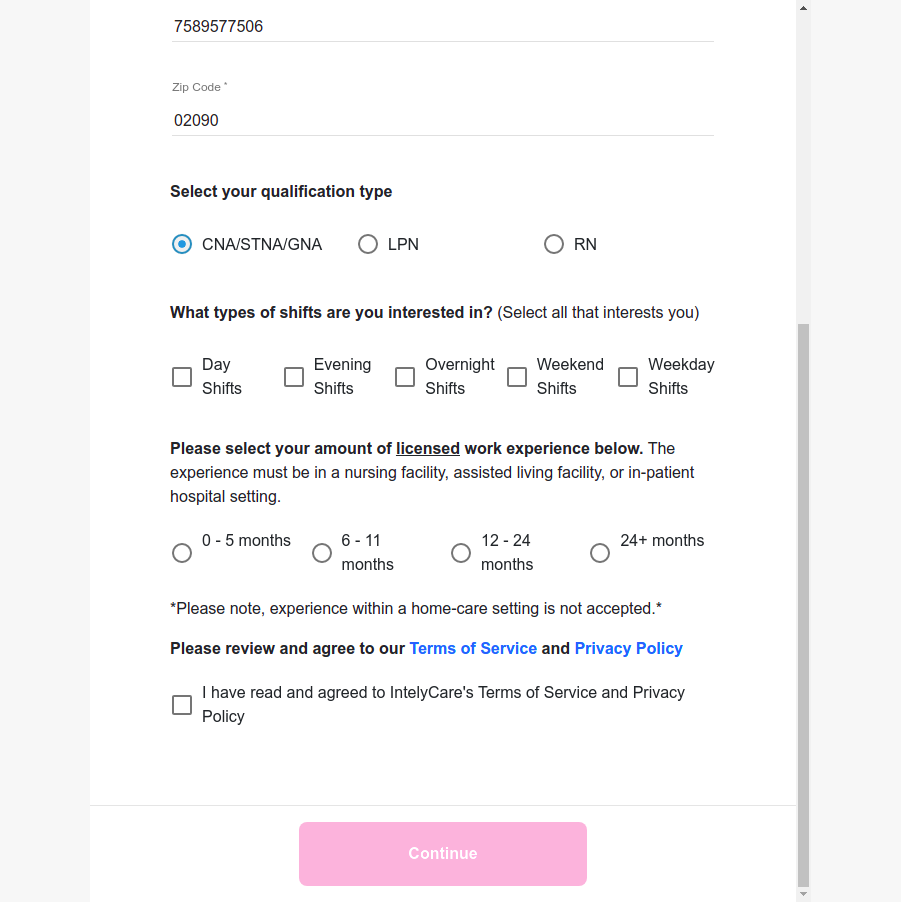 7589577506
Zip Code *
02090
Select your qualification type
CNA/STNA/GNA LPN RN
What types of shifts are you interested in? (Select all that interests you)
Day Shifts
Evening Shifts
Overnight Shifts
Weekend Shifts
Weekday Shifts
Please select your amount of licensed work experience below. The
experience must be in a nursing facility, assisted living facility, or in-patient
hospital setting.
0 - 5 months
6 - 11 months
12 - 24 months
24+ months
*Please note, experience within a home-care setting is not accepted.*
Please review and agree to our Terms of Service and Privacy Policy
I have read and agreed to IntelyCare's Terms of Service and Privacy
Policy
Continue